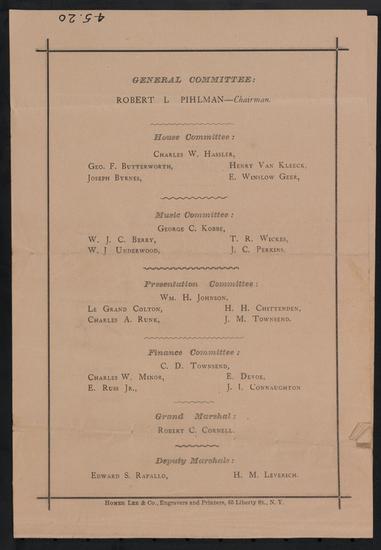 45.20
GENERAL COMMITTEE:
ROBERT L PIHLMAN—Chairman.
House Committee:
CHARLES W. HASSLER,
GEO. F. BUTTERWORTH, HENRY VAN KLEECK,
JOSEPH BYRNES, E. WINSLOW GEER,
Music Committee:
GEORGE C. KOBBE,
W. J. C. BERRY, T. R. WICKES,
W. J UNDERWOOD, J. C. PERKINS.
Presentation Committee:
WM. H. JOHNSON,
LE GRAND COLTON, H. H. CHITTENDEN,
CHARLES A. RUNK, J. M. TOWNSEND.
Finance Committee:
C. D. TOWNSEND,
CHARLES W. MINOR, E. DEVOE,
E. RUSS JR., J. I. CONNAUGHTON
Grand Marshal:
ROBERT C. CORNELL.
Deputy Marshals:
EDWARD S. RAPALLO, H. M. LEVERICH.
HOMER LEE & CO., Engravers and Printers, 65 Liberty St., N. Y.